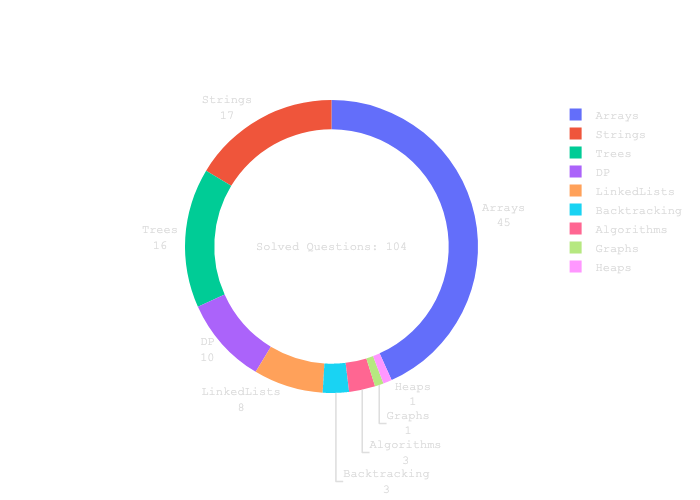 Strings
17
Arrays
45
Trees
16
Solved Questions: 104
DP
10
LinkedLists
8
Heaps
1
Graphs
1
Algorithms
3
Backtracking
3
Arrays
Strings
Trees
DP
LinkedLists
Backtracking
Algorithms
Graphs
Heaps